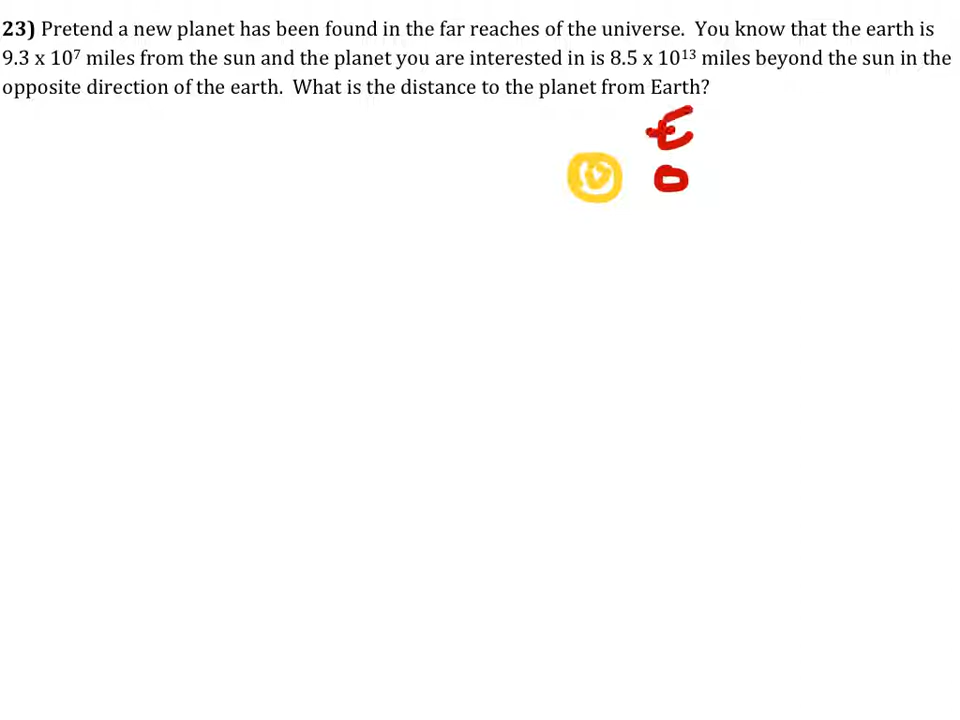 23) Pretend a new planet has been found in the far reaches of the universe. You know that the earth is
9.3 x 10⁷ miles from the sun and the planet you are interested in is 8.5 x 10¹³ miles beyond the sun in the
opposite direction of the earth. What is the distance to the planet from Earth?
E